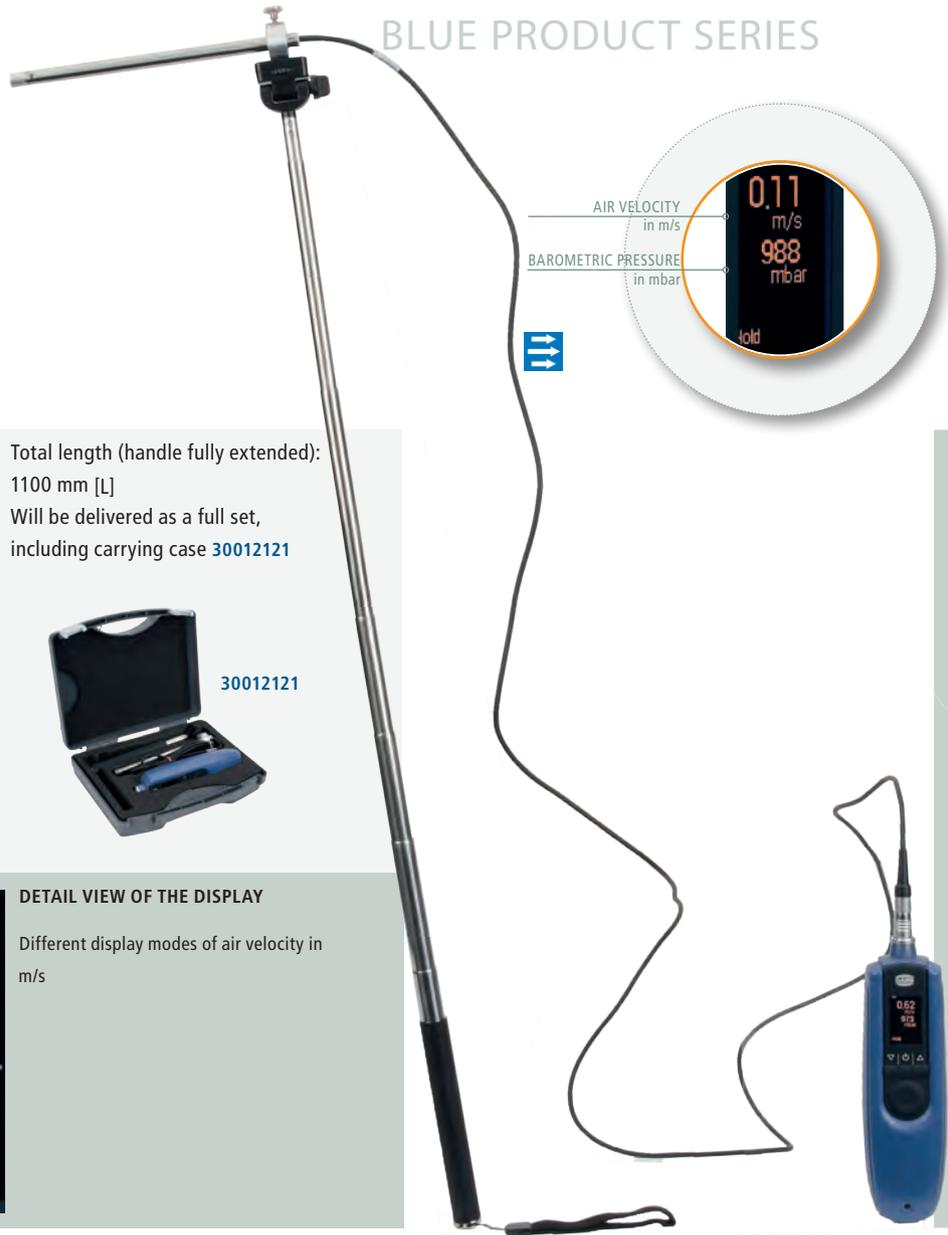 BLUE PRODUCT SERIES
0.11
m/s
988
mbar
AIR VELOCITY
in m/s
BAROMETRIC PRESSURE
in mbar
Total length (handle fully extended):
1100 mm [L]
Will be delivered as a full set,
including carrying case 30012121
30012121
DETAIL VIEW OF THE DISPLAY
Different display modes of air velocity in
m/s
0.62
973